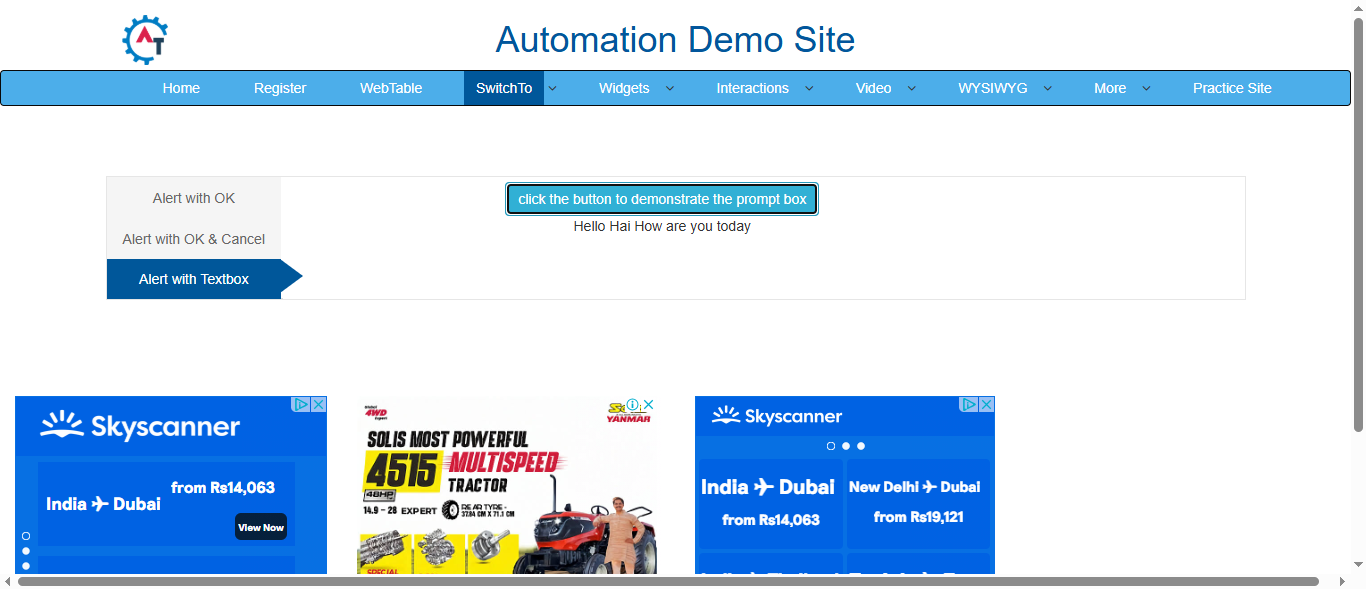 AT
Automation Demo Site
Home Register WebTable SwitchTo Widgets Interactions Video WYSIWYG More Practice Site
Alert with OK
Alert with OK & Cancel
Alert with Textbox
click the button to demonstrate the prompt box
Hello Hai How are you today
Skyscanner
India Dubai
from Rs14,063
View Now
4WD
YANMAR
SOLIS MOST POWERFUL
4515 MULTISPEED
TRACTOR
48HP
14.9 - 28 EXPERT
REAR TYRE -
37.84 CM X 71.1 CM
SPECIAL
Skyscanner
India Dubai
from Rs14,063
New Delhi Dubai
from Rs19,121